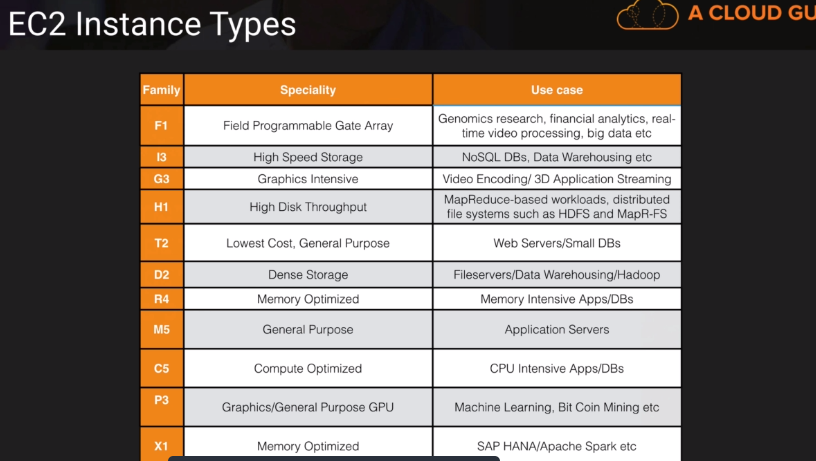 EC2 Instance Types
A CLOUD GU
Family Speciality Use case
F1 Field Programmable Gate Array Genomics research, financial analytics, real-
time video processing, big data etc
I3 High Speed Storage NoSQL DBs, Data Warehousing etc
G3 Graphics Intensive Video Encoding/ 3D Application Streaming
H1 High Disk Throughput MapReduce-based workloads, distributed
file systems such as HDFS and MapR-FS
T2 Lowest Cost, General Purpose Web Servers/Small DBs
D2 Dense Storage Fileservers/Data Warehousing/Hadoop
R4 Memory Optimized Memory Intensive Apps/DBs
M5 General Purpose Application Servers
C5 Compute Optimized CPU Intensive Apps/DBs
P3 Graphics/General Purpose GPU Machine Learning, Bit Coin Mining etc
X1 Memory Optimized SAP HANA/Apache Spark etc